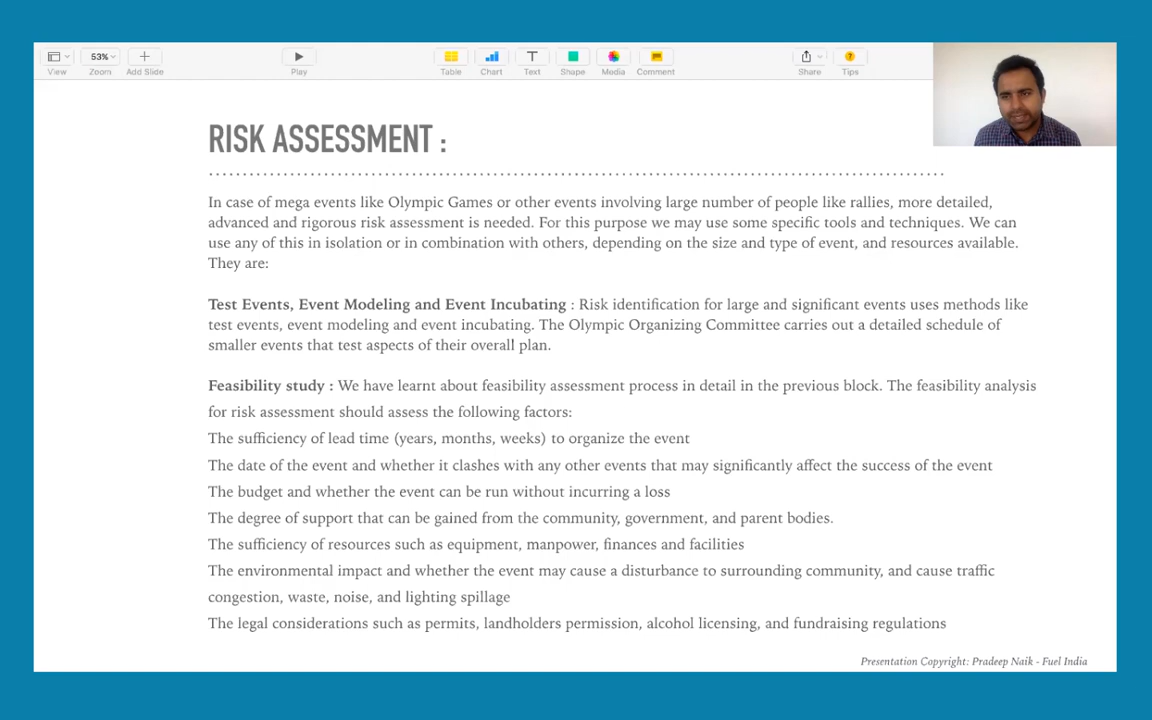 53%
View
Zoom
Add Slide
Play
Table
Chart
T
Text
Shape
Media
Comment
Share
?
Tips
RISK ASSESSMENT :
In case of mega events like Olympic Games or other events involving large number of people like rallies, more detailed,
advanced and rigorous risk assessment is needed. For this purpose we may use some specific tools and techniques. We can
use any of this in isolation or in combination with others, depending on the size and type of event, and resources available.
They are:
Test Events, Event Modeling and Event Incubating : Risk identification for large and significant events uses methods like
test events, event modeling and event incubating. The Olympic Organizing Committee carries out a detailed schedule of
smaller events that test aspects of their overall plan.
Feasibility study : We have learnt about feasibility assessment process in detail in the previous block. The feasibility analysis
for risk assessment should assess the following factors:
The sufficiency of lead time (years, months, weeks) to organize the event
The date of the event and whether it clashes with any other events that may significantly affect the success of the event
The budget and whether the event can be run without incurring a loss
The degree of support that can be gained from the community, government, and parent bodies.
The sufficiency of resources such as equipment, manpower, finances and facilities
The environmental impact and whether the event may cause a disturbance to surrounding community, and cause traffic
congestion, waste, noise, and lighting spillage
The legal considerations such as permits, landholders permission, alcohol licensing, and fundraising regulations
Presentation Copyright: Pradeep Naik - Fuel India